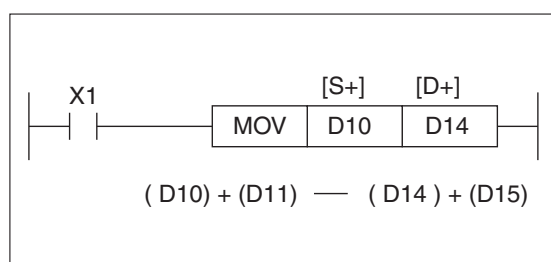 [S+] [D+]
X1
MOV D10 D14
( D10) + (D11) — ( D14 ) + (D15)